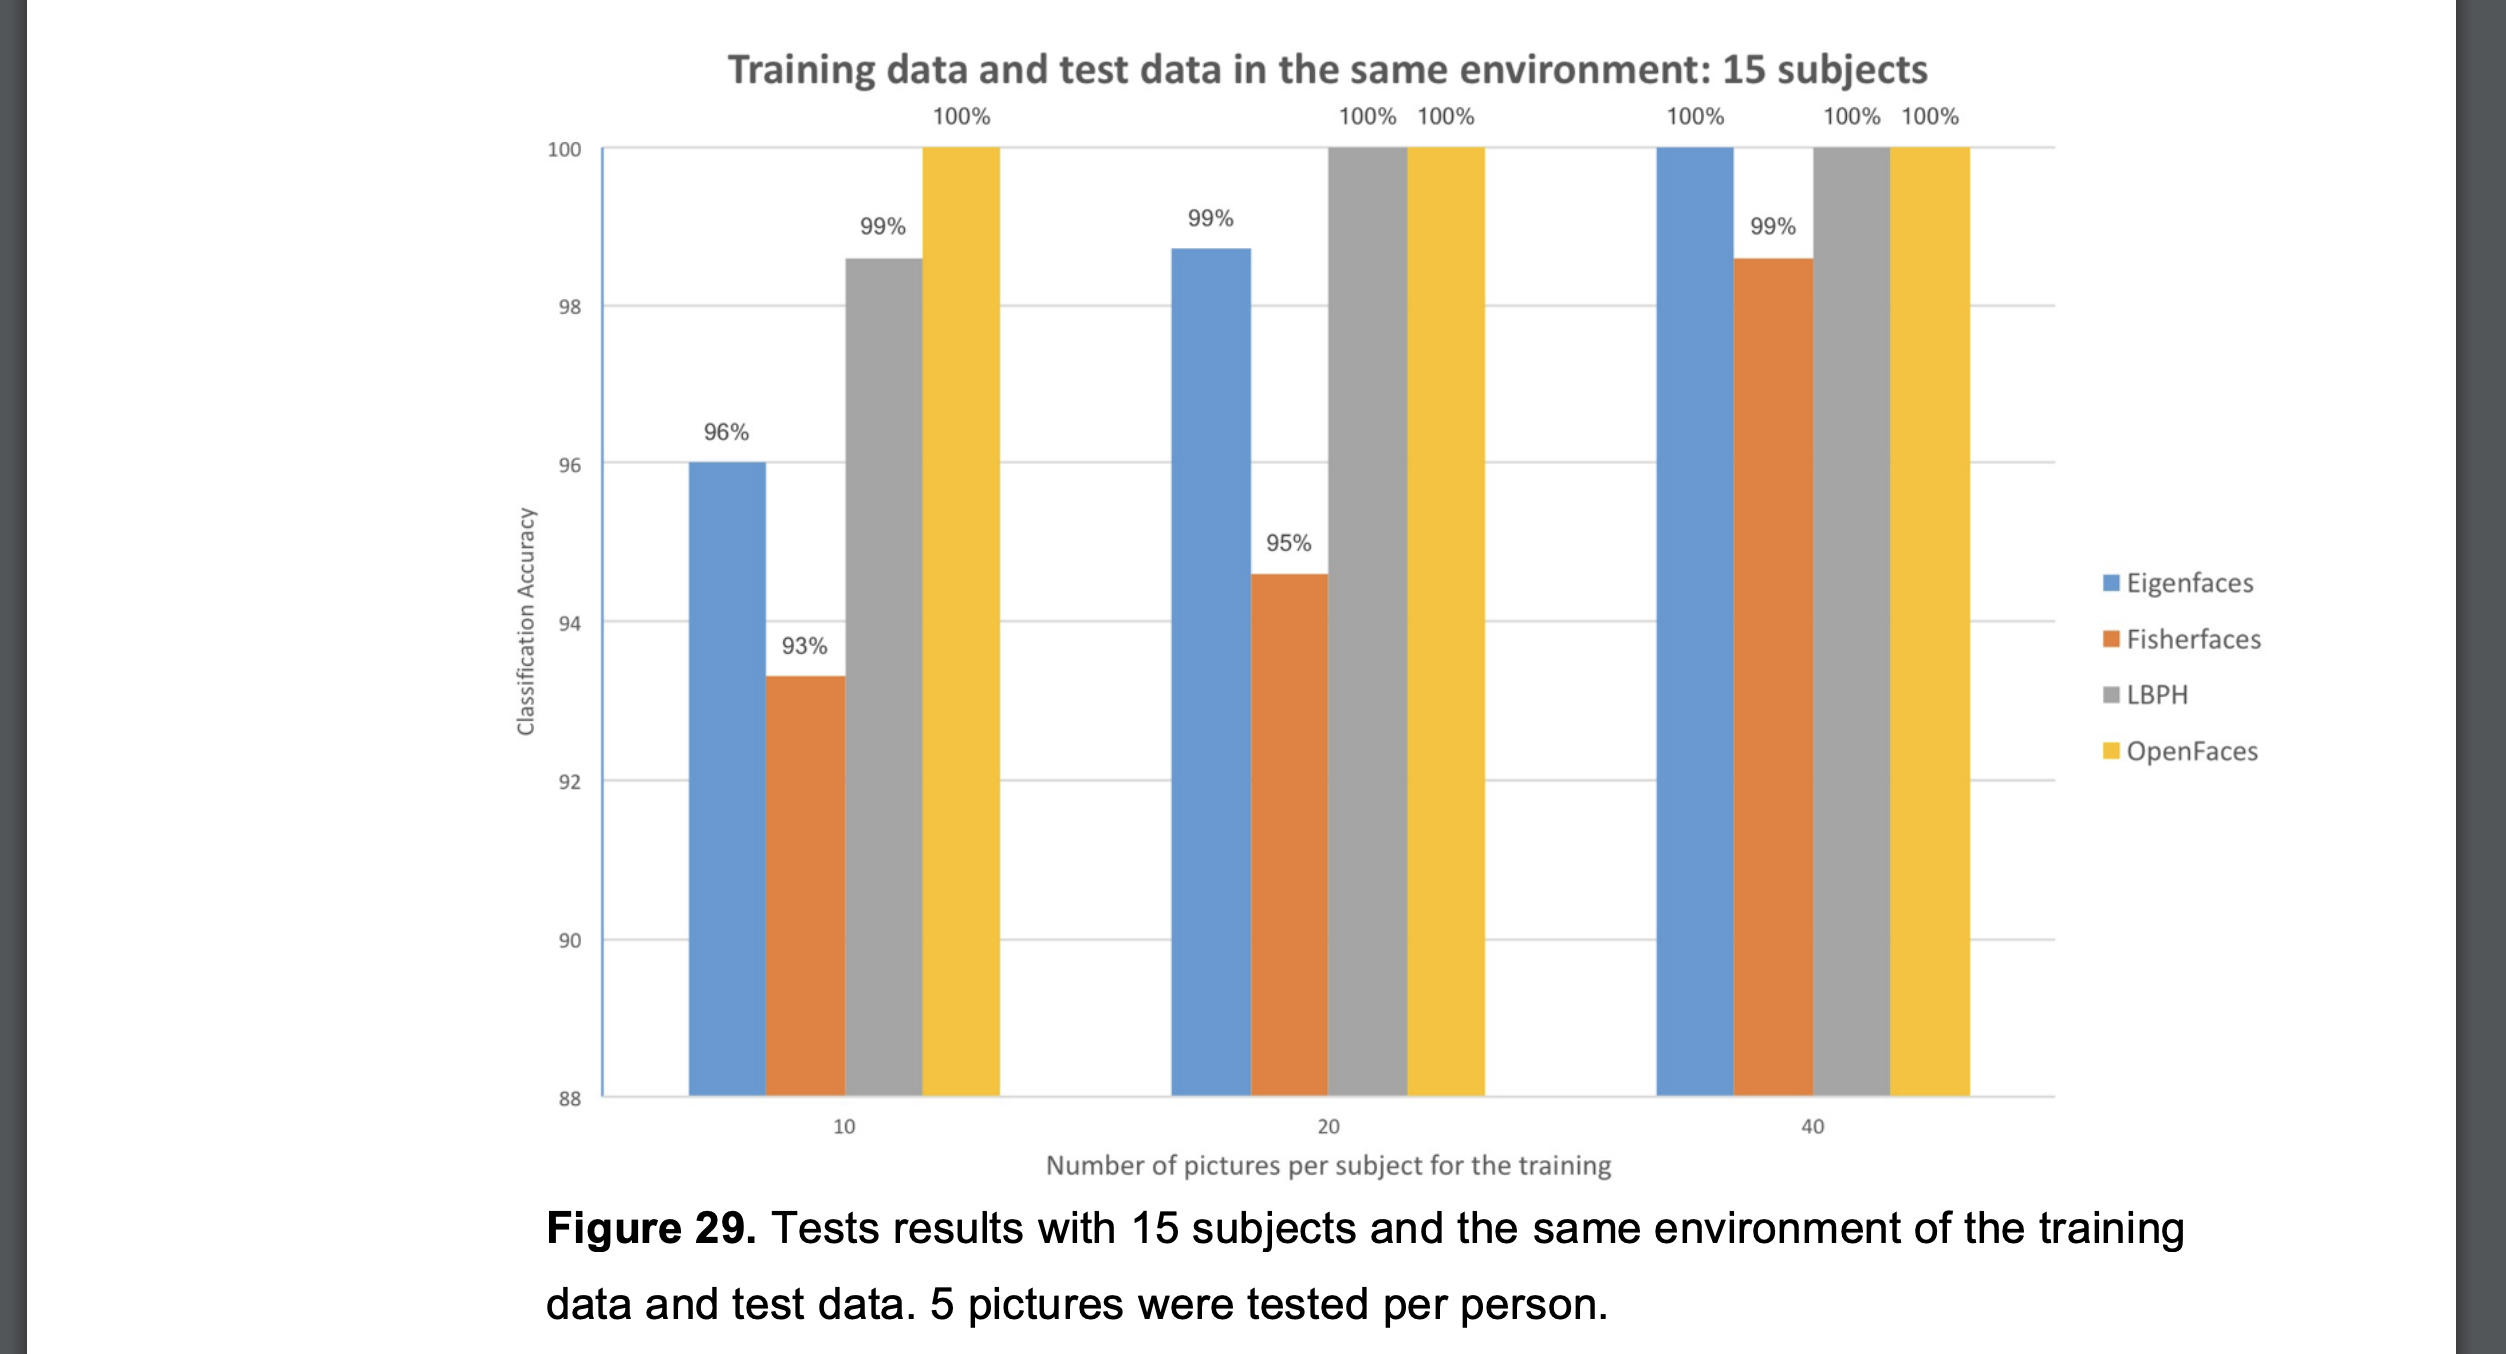 Training data and test data in the same environment: 15 subjects
100% 100% 100% 100% 100% 100%
100
99% 99% 99%
98
96%
96
95%
94
93%
92
90
88
Classification Accuracy
10 20 40
Number of pictures per subject for the training
Eigenfaces
Fisherfaces
LBPH
OpenFaces
Figure 29. Tests results with 15 subjects and the same environment of the training
data and test data. 5 pictures were tested per person.